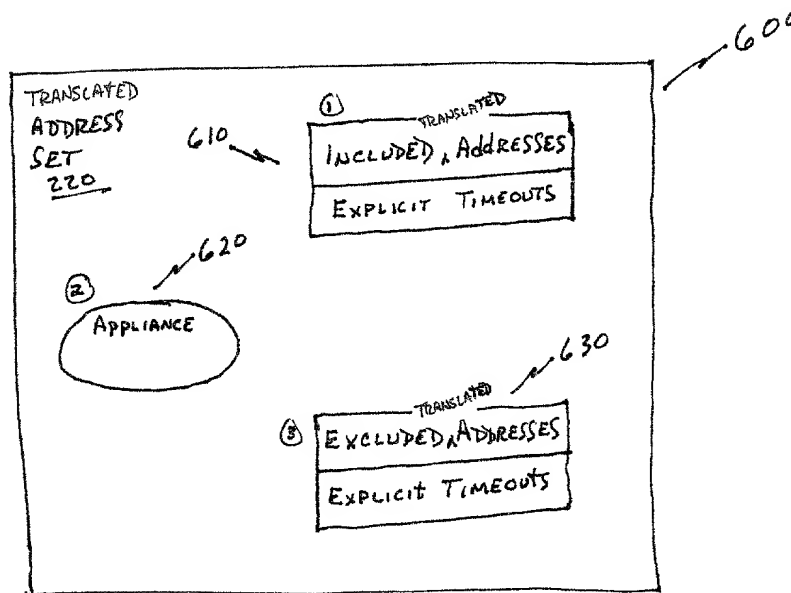 600
TRANSLATED
ADDRESS
SET
220
①
610
TRANSLATED
INCLUDED ‸ Addresses
EXPLICIT TIMEOUTS
620
②
APPLIANCE
630
TRANSLATED
③ EXCLUDED ‸ ADDRESSES
EXPLICIT TIMEOUTS